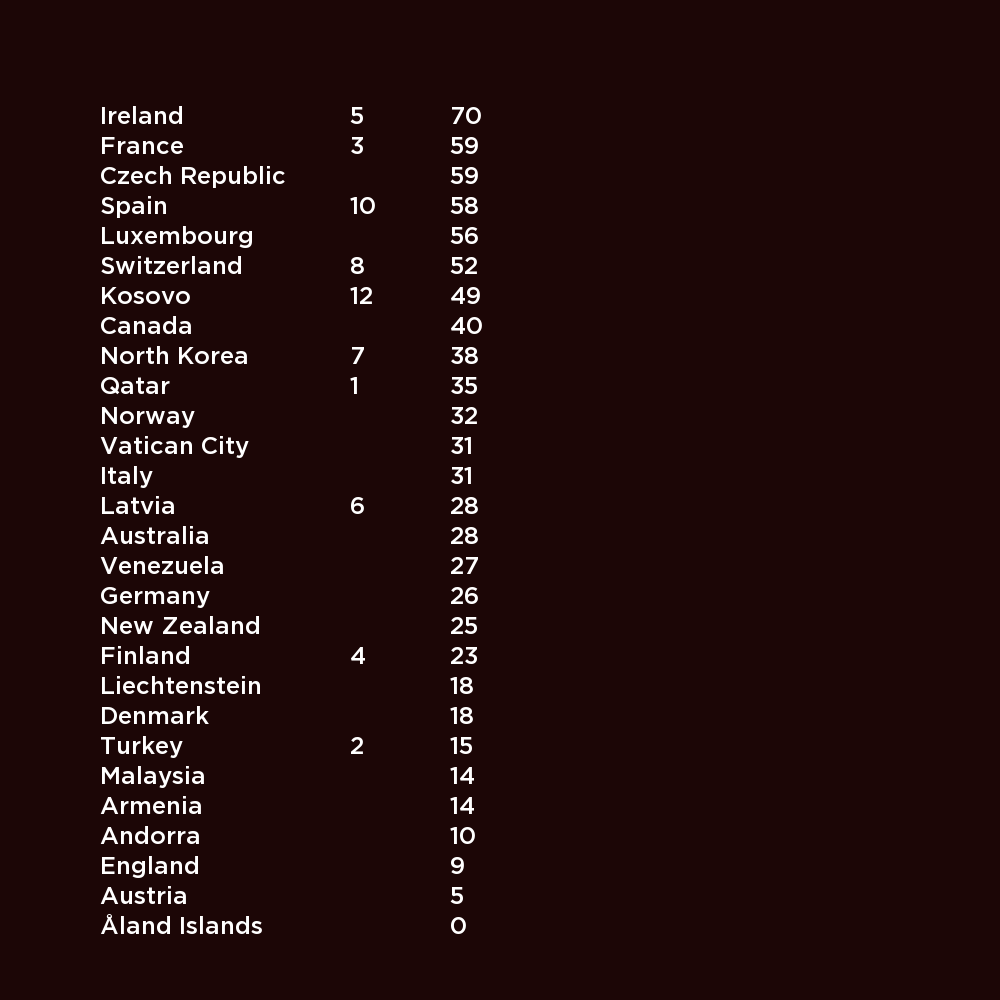 Ireland 5 70
France 3 59
Czech Republic 59
Spain 10 58
Luxembourg 56
Switzerland 8 52
Kosovo 12 49
Canada 40
North Korea 7 38
Qatar 1 35
Norway 32
Vatican City 31
Italy 31
Latvia 6 28
Australia 28
Venezuela 27
Germany 26
New Zealand 25
Finland 4 23
Liechtenstein 18
Denmark 18
Turkey 2 15
Malaysia 14
Armenia 14
Andorra 10
England 9
Austria 5
Åland Islands 0